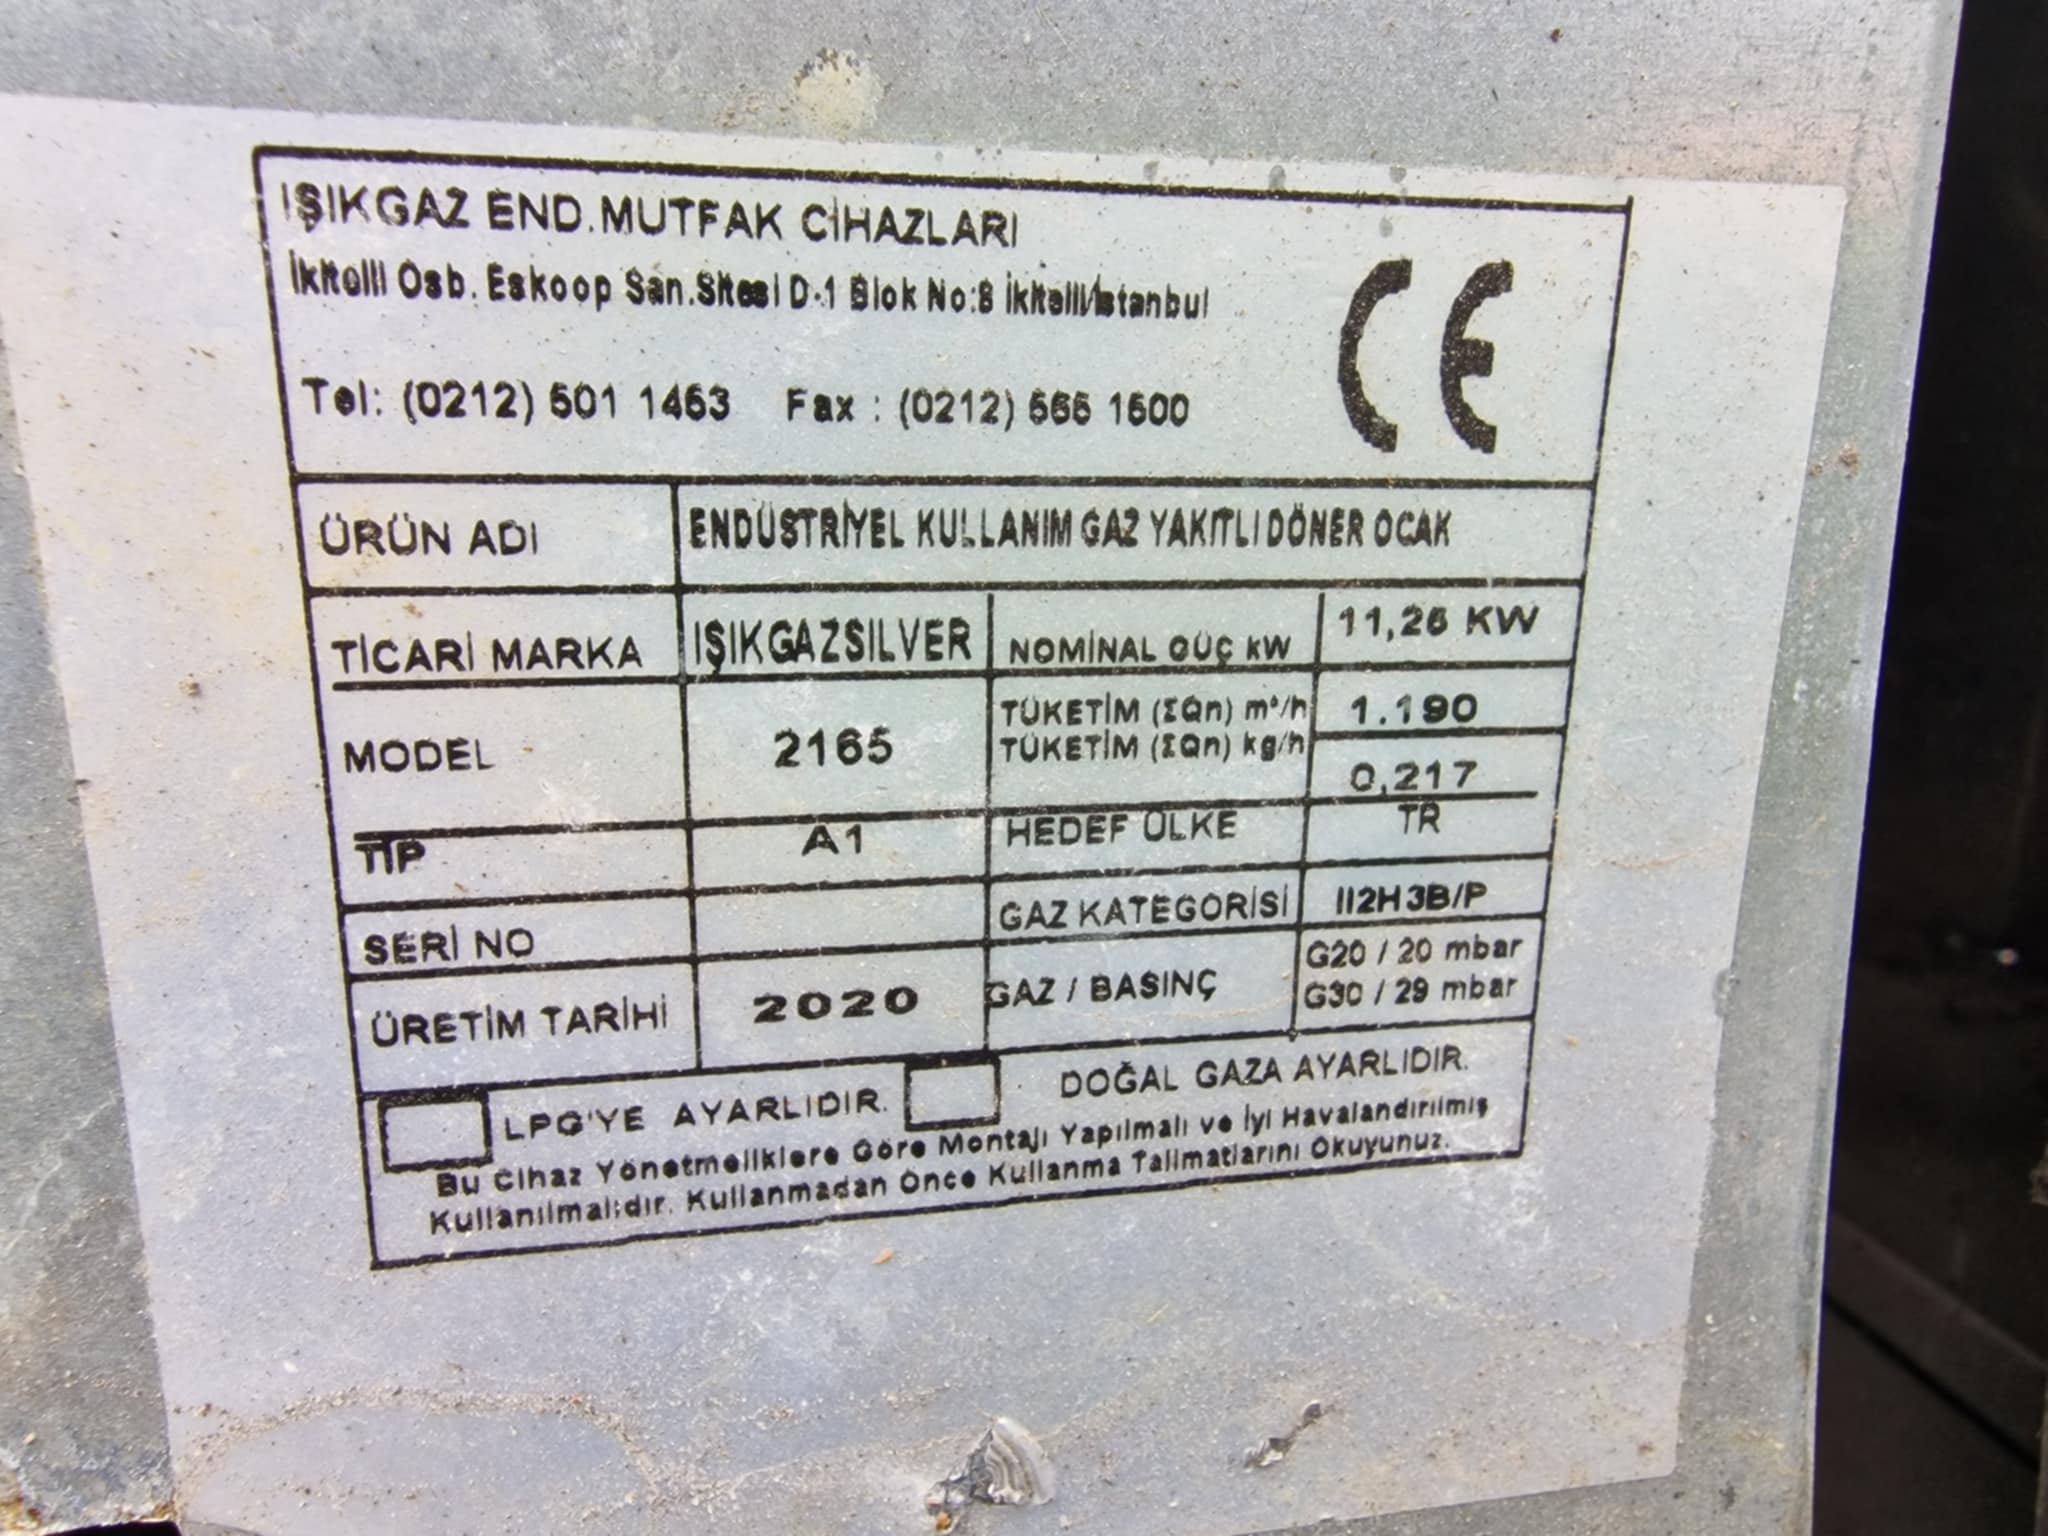 IŞIKGAZ END.MUTFAK CİHAZLARI
İkitelli Osb. Eskoop San.Sitesi D-1 Blok No:8 İkitelli/İstanbul
Tel: (0212) 501 1453 Fax : (0212) 565 1500
CE
ÜRÜN ADI ENDÜSTRİYEL KULLANIM GAZ YAKITLI DÖNER OCAK
TİCARİ MARKA IŞIKGAZSILVER NOMİNAL GÜÇ kW 11,25 KW
MODEL 2165 TÜKETİM (ΣQn) m³/h 1.190
TÜKETİM (ΣQn) kg/h 0,217
TİP A1 HEDEF ÜLKE TR
SERİ NO GAZ KATEGORİSİ II2H3B/P
ÜRETİM TARİHİ 2020 GAZ / BASINÇ G20 / 20 mbar
G30 / 29 mbar
LPG'YE AYARLIDIR. DOĞAL GAZA AYARLIDIR.
Bu Cihaz Yönetmeliklere Göre Montajı Yapılmalı ve İyi Havalandırılmış
Kullanılmalıdır. Kullanmadan Önce Kullanma Talimatlarını Okuyunuz.